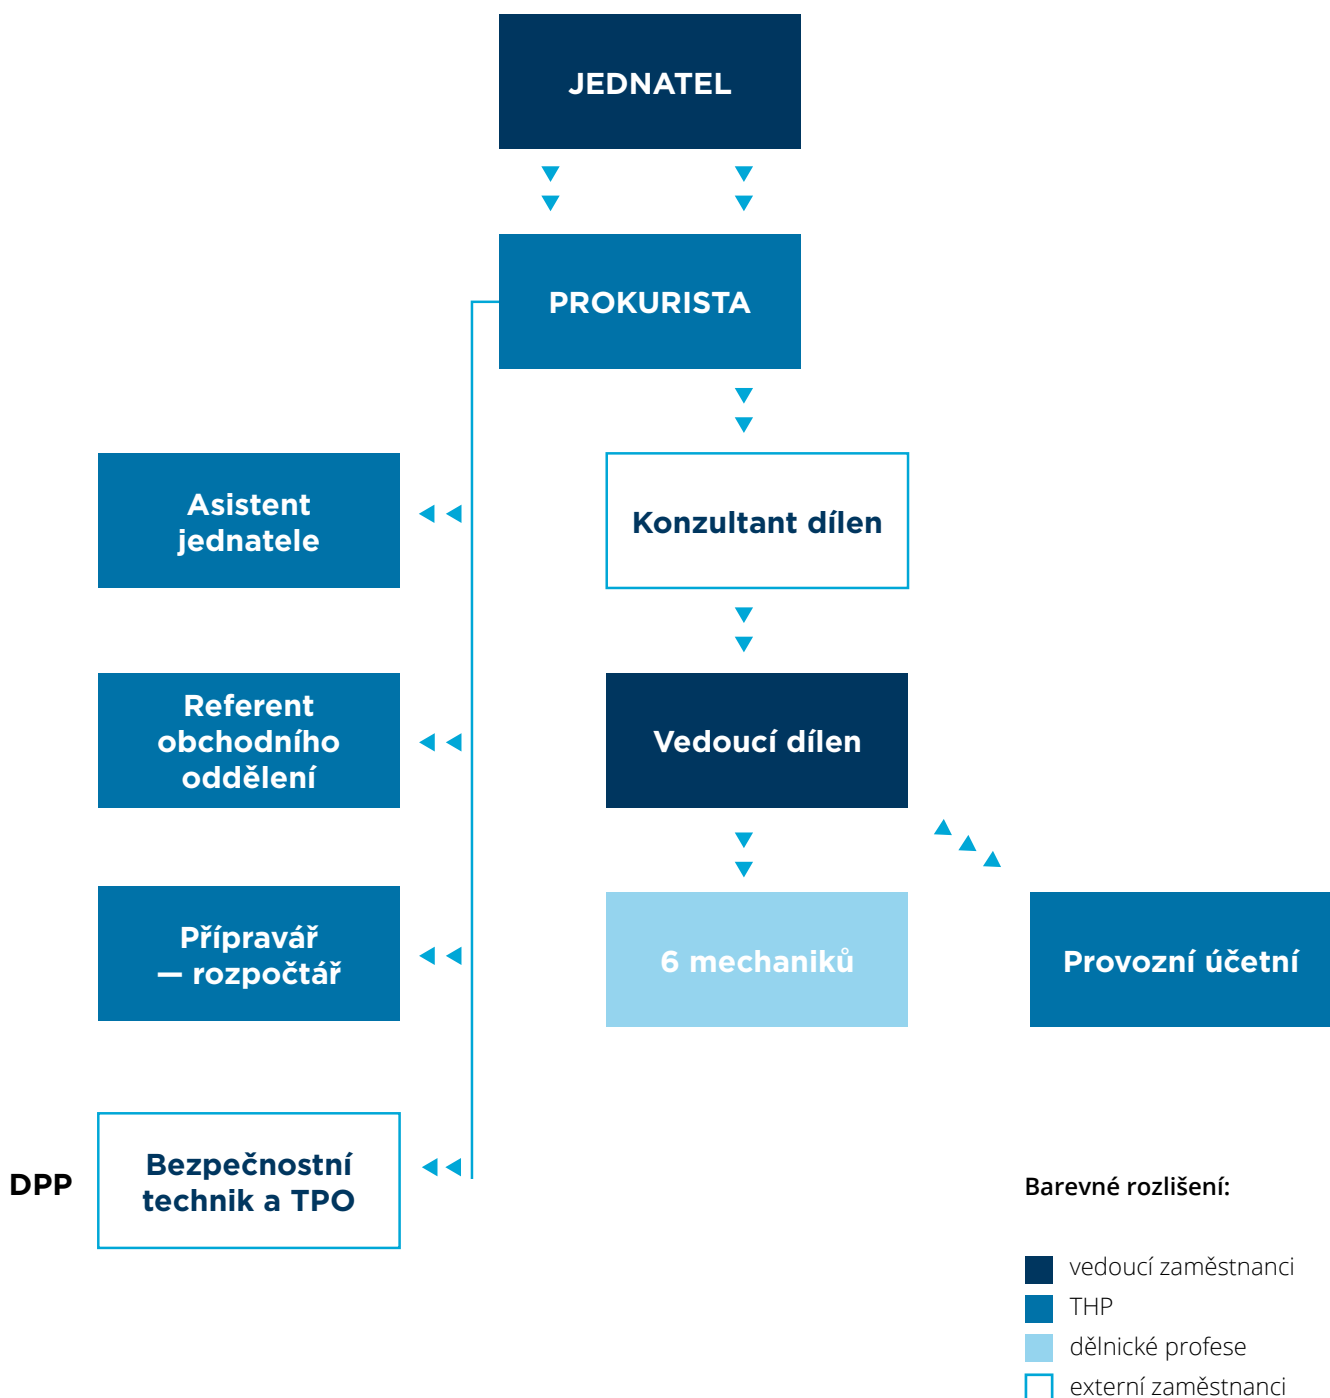 JEDNATEL
PROKURISTA
Asistent
jednatele
Konzultant dílen
Referent
obchodního
oddělení
Vedoucí dílen
Přípravář
— rozpočtář
6 mechaniků
Provozní účetní
DPP
Bezpečnostní
technik a TPO
Barevné rozlišení:
vedoucí zaměstnanci
THP
dělnické profese
externí zaměstnanci